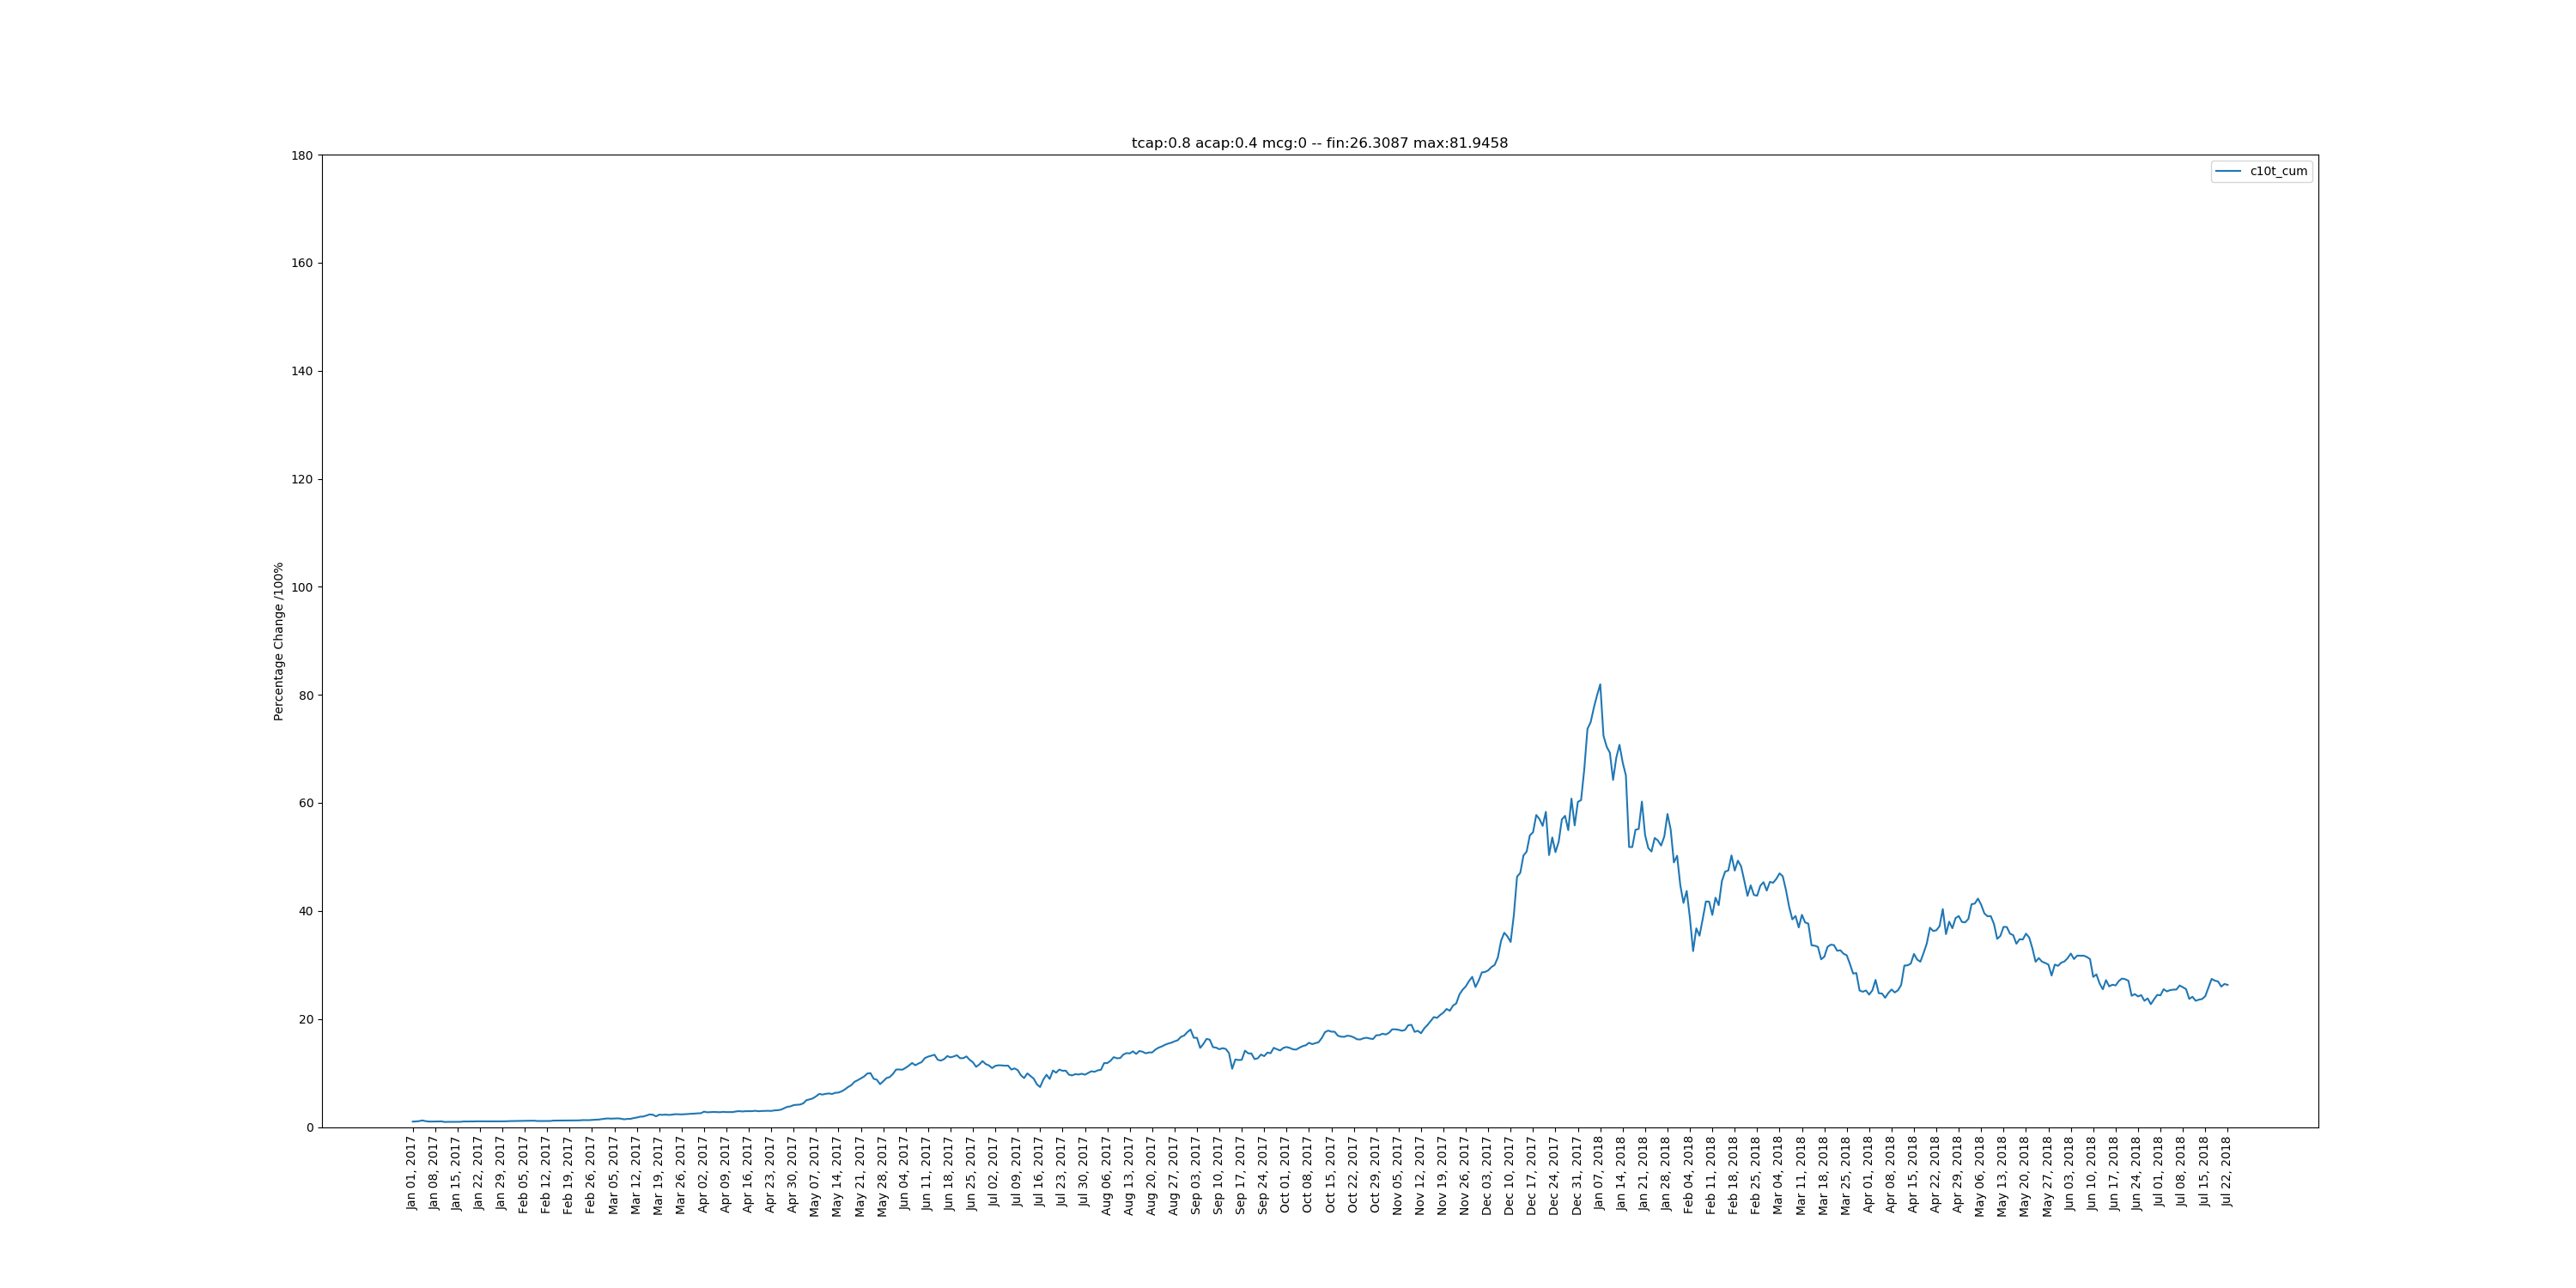 tcap:0.8 acap:0.4 mcg:0 -- fin:26.3087 max:81.9458
c10t_cum
Percentage Change /100%
180
160
140
120
100
80
60
40
20
0
Jan 01, 2017
Jan 08, 2017
Jan 15, 2017
Jan 22, 2017
Jan 29, 2017
Feb 05, 2017
Feb 12, 2017
Feb 19, 2017
Feb 26, 2017
Mar 05, 2017
Mar 12, 2017
Mar 19, 2017
Mar 26, 2017
Apr 02, 2017
Apr 09, 2017
Apr 16, 2017
Apr 23, 2017
Apr 30, 2017
May 07, 2017
May 14, 2017
May 21, 2017
May 28, 2017
Jun 04, 2017
Jun 11, 2017
Jun 18, 2017
Jun 25, 2017
Jul 02, 2017
Jul 09, 2017
Jul 16, 2017
Jul 23, 2017
Jul 30, 2017
Aug 06, 2017
Aug 13, 2017
Aug 20, 2017
Aug 27, 2017
Sep 03, 2017
Sep 10, 2017
Sep 17, 2017
Sep 24, 2017
Oct 01, 2017
Oct 08, 2017
Oct 15, 2017
Oct 22, 2017
Oct 29, 2017
Nov 05, 2017
Nov 12, 2017
Nov 19, 2017
Nov 26, 2017
Dec 03, 2017
Dec 10, 2017
Dec 17, 2017
Dec 24, 2017
Dec 31, 2017
Jan 07, 2018
Jan 14, 2018
Jan 21, 2018
Jan 28, 2018
Feb 04, 2018
Feb 11, 2018
Feb 18, 2018
Feb 25, 2018
Mar 04, 2018
Mar 11, 2018
Mar 18, 2018
Mar 25, 2018
Apr 01, 2018
Apr 08, 2018
Apr 15, 2018
Apr 22, 2018
Apr 29, 2018
May 06, 2018
May 13, 2018
May 20, 2018
May 27, 2018
Jun 03, 2018
Jun 10, 2018
Jun 17, 2018
Jun 24, 2018
Jul 01, 2018
Jul 08, 2018
Jul 15, 2018
Jul 22, 2018